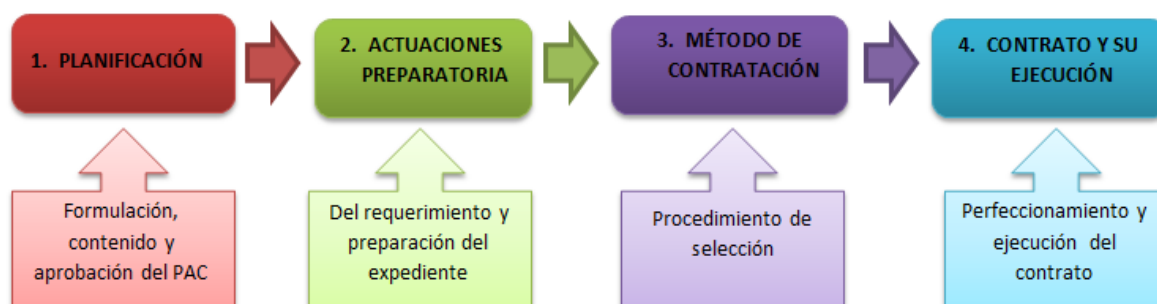 1. PLANIFICACIÓN
2. ACTUACIONES
PREPARATORIA
3. MÉTODO DE
CONTRATACIÓN
4. CONTRATO Y SU
EJECUCIÓN
Formulación,
contenido y
aprobación del PAC
Del requerimiento y
preparación del
expediente
Procedimiento de
selección
Perfeccionamiento y
ejecución del
contrato